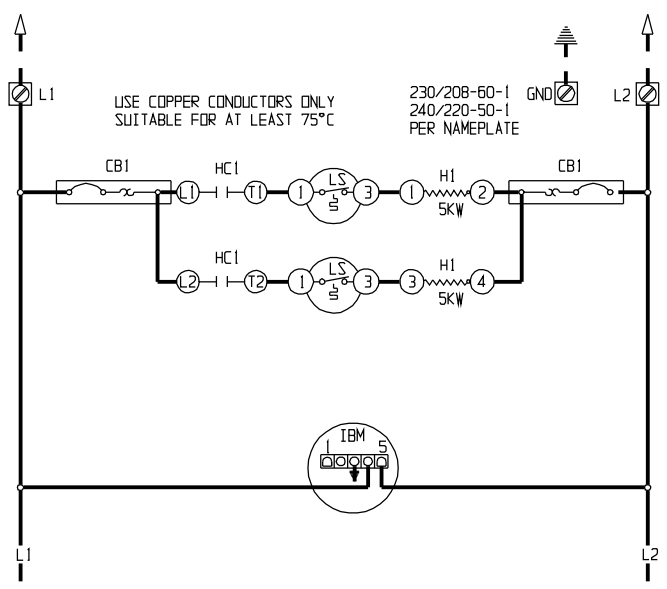 L1
USE COPPER CONDUCTORS ONLY
SUITABLE FOR AT LEAST 75°C
230/208-60-1
240/220-50-1
PER NAMEPLATE
GND
L2
CB1
HC1
LS
H1
CB1
L1
T1
1
3
1
2
5KW
HC1
LS
H1
L2
T2
1
3
3
4
5KW
IBM
1
5
L1
L2